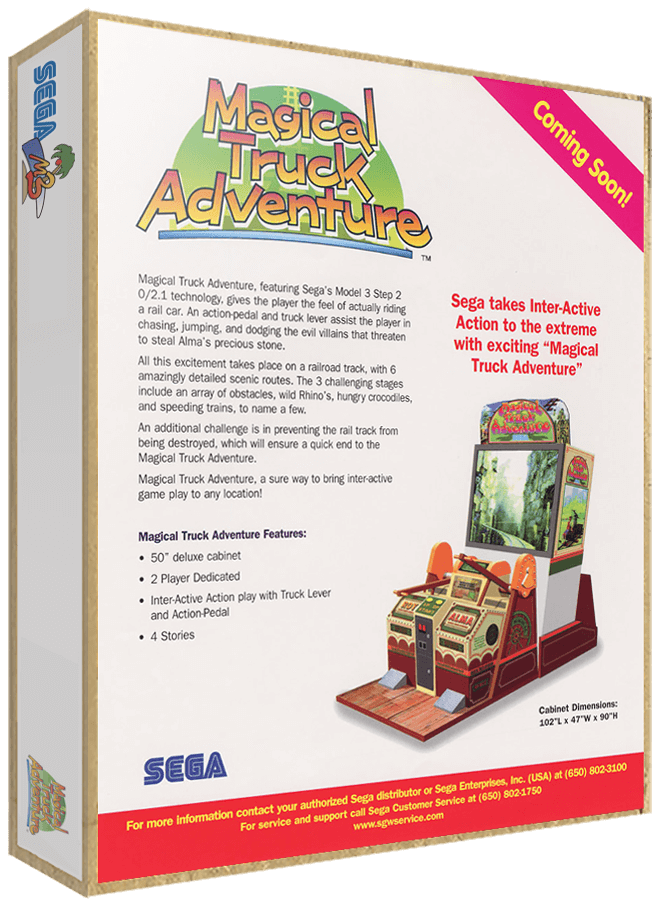 SEGA
Magical
Truck
Adventure
™
Coming Soon!
Magical Truck Adventure, featuring Sega's Model 3 Step 2
0/2.1 technology, gives the player the feel of actually riding
a rail car. An action-pedal and truck lever assist the player in
chasing, jumping, and dodging the evil villains that threaten
to steal Alma's precious stone.
All this excitement takes place on a railroad track, with 6
amazingly detailed scenic routes. The 3 challenging stages
include an array of obstacles, wild Rhino's, hungry crocodiles,
and speeding trains, to name a few.
An additional challenge is in preventing the rail track from
being destroyed, which will ensure a quick end to the
Magical Truck Adventure.
Magical Truck Adventure, a sure way to bring inter-active
game play to any location!
Sega takes Inter-Active
Action to the extreme
with exciting “Magical
Truck Adventure”
Magical Truck Adventure Features:
• 50” deluxe cabinet
• 2 Player Dedicated
• Inter-Active Action play with Truck Lever
and Action-Pedal
• 4 Stories
Magical
Truck
Adventure
ALMA
Cabinet Dimensions:
102"L x 47"W x 90"H
SEGA
For more information contact your authorized Sega distributor or Sega Enterprises, Inc. (USA) at (650) 802-3100
For service and support call Sega Customer Service at (650) 802-1750
www.sgwservice.com
Magical
Truck
Adventure